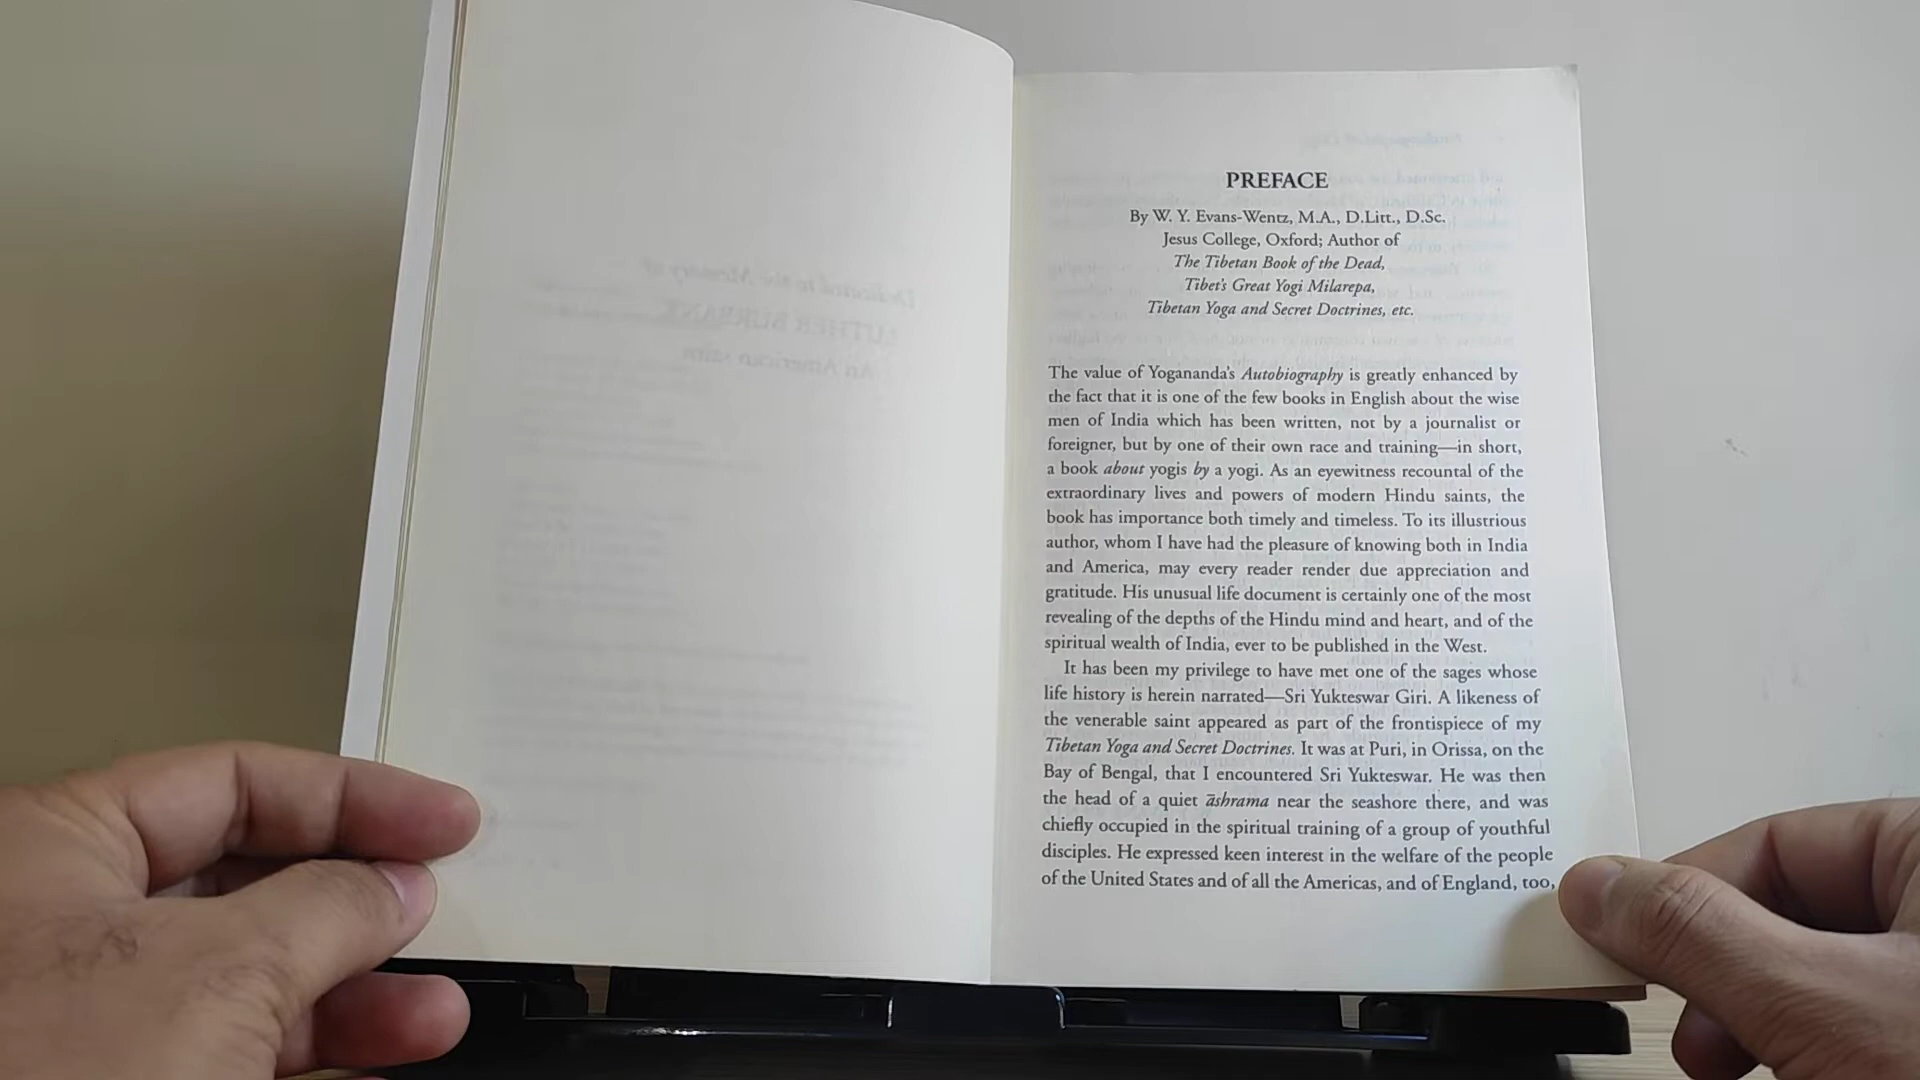 Dedicated to the Memory of
LUTHER BURBANK
An American saint
PREFACE
By W. Y. Evans-Wentz, M.A., D.Litt., D.Sc.
Jesus College, Oxford; Author of
The Tibetan Book of the Dead,
Tibet's Great Yogi Milarepa,
Tibetan Yoga and Secret Doctrines, etc.
The value of Yogananda's Autobiography is greatly enhanced by
the fact that it is one of the few books in English about the wise
men of India which has been written, not by a journalist or
foreigner, but by one of their own race and training—in short,
a book about yogis by a yogi. As an eyewitness recountal of the
extraordinary lives and powers of modern Hindu saints, the
book has importance both timely and timeless. To its illustrious
author, whom I have had the pleasure of knowing both in India
and America, may every reader render due appreciation and
gratitude. His unusual life document is certainly one of the most
revealing of the depths of the Hindu mind and heart, and of the
spiritual wealth of India, ever to be published in the West.
It has been my privilege to have met one of the sages whose
life history is herein narrated—Sri Yukteswar Giri. A likeness of
the venerable saint appeared as part of the frontispiece of my
Tibetan Yoga and Secret Doctrines. It was at Puri, in Orissa, on the
Bay of Bengal, that I encountered Sri Yukteswar. He was then
the head of a quiet āshrama near the seashore there, and was
chiefly occupied in the spiritual training of a group of youthful
disciples. He expressed keen interest in the welfare of the people
of the United States and of all the Americas, and of England, too,